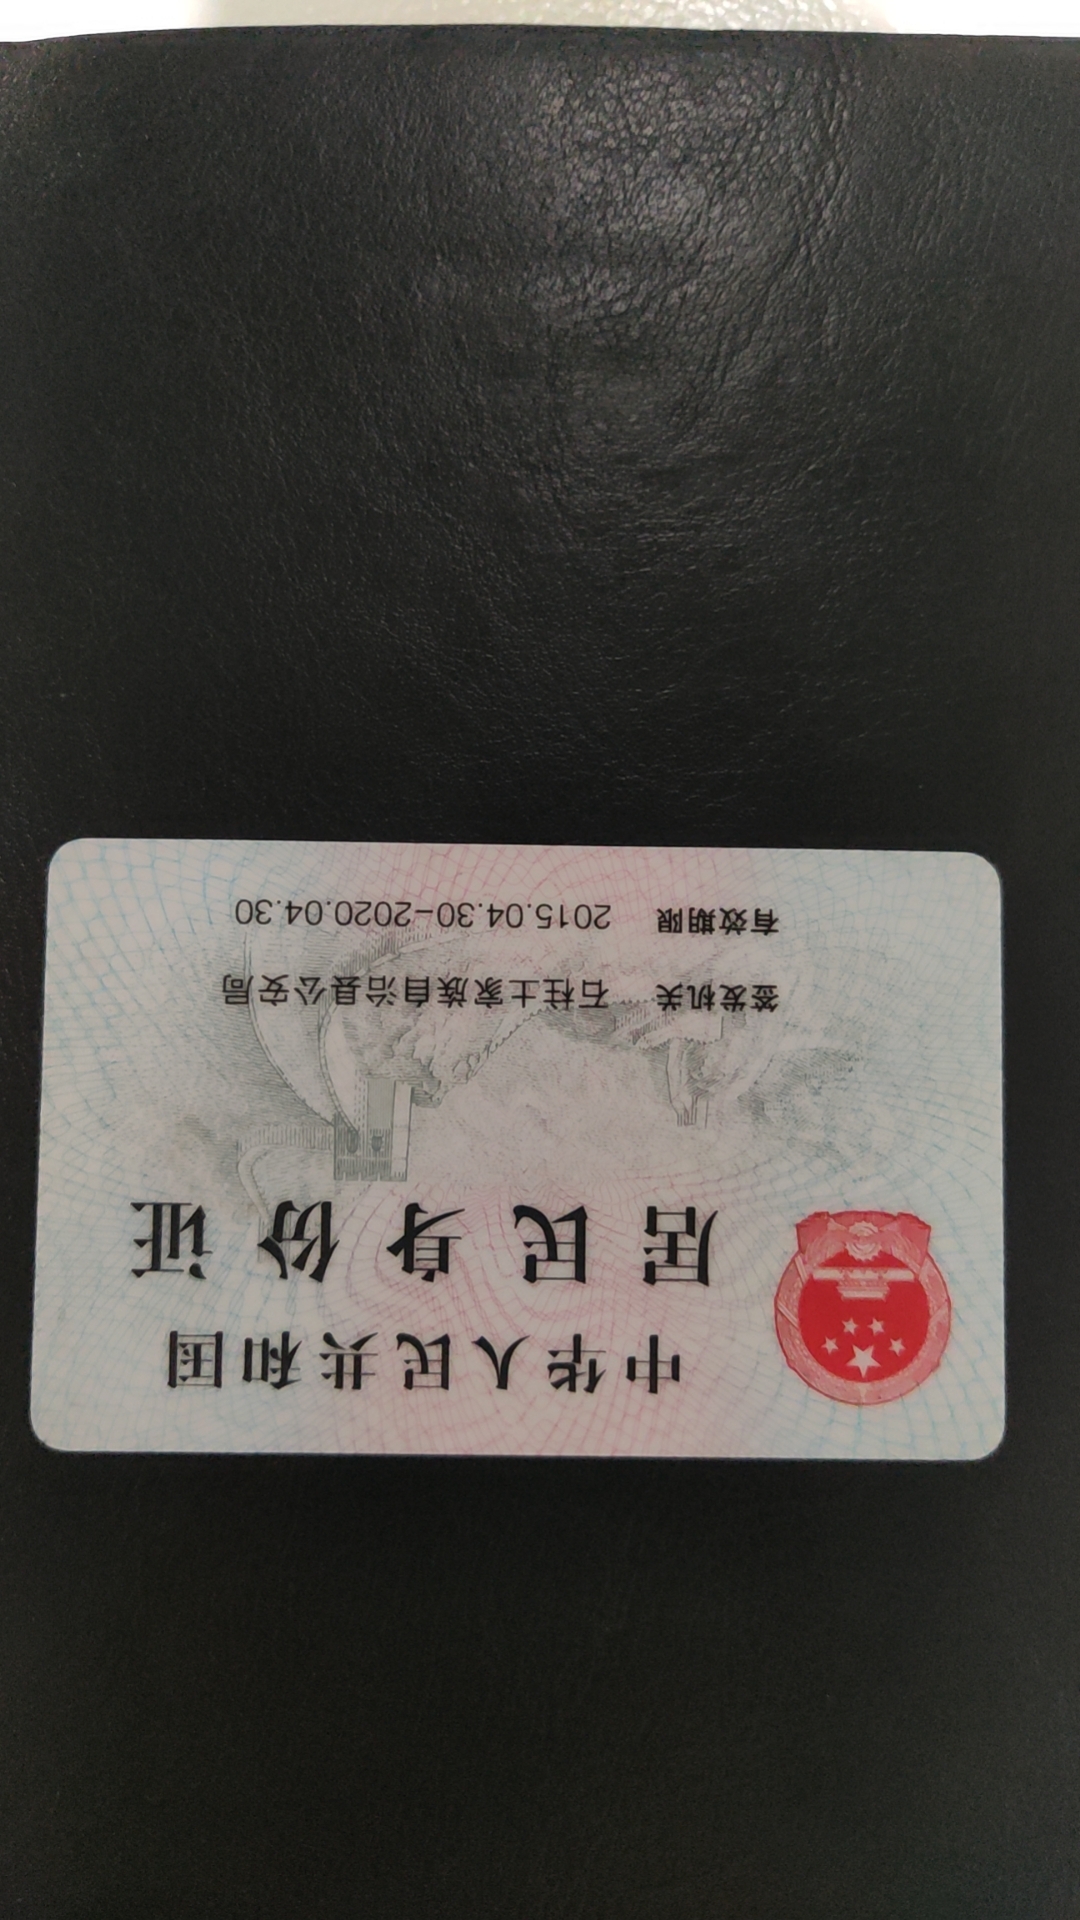 中华人民共和国
居民身份证
签发机关 石柱土家族自治县公安局
有效期限 2015.04.30-2020.04.30